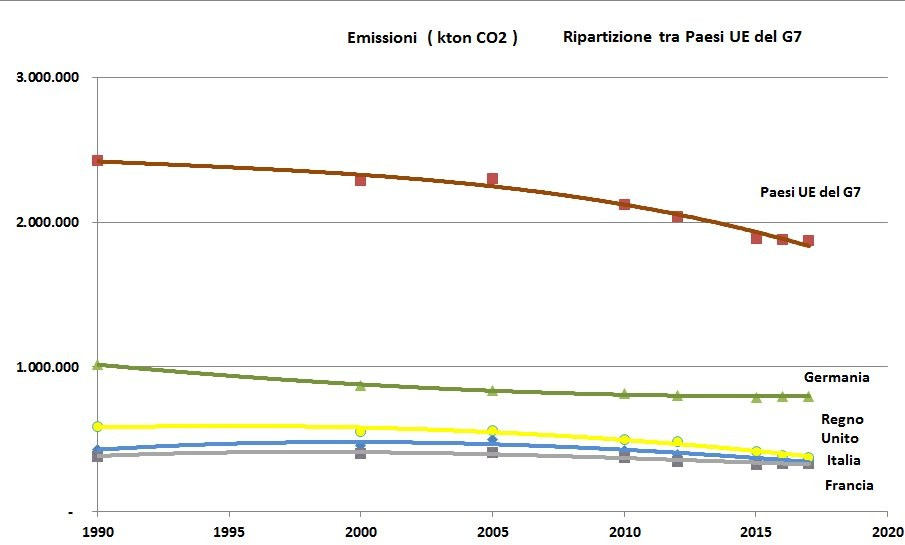 Emissioni ( kton CO2 ) Ripartizione tra Paesi UE del G7
3.000.000
Paesi UE del G7
2.000.000
1.000.000
Germania
Regno
Unito
Italia
Francia
-
1990 1995 2000 2005 2010 2015 2020